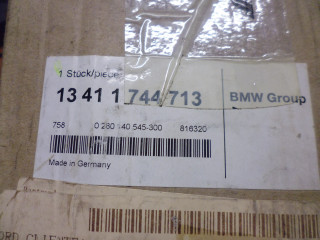 1 Stück/piece
13 41 1 744 713 BMW Group
758 0 280 140 545-300 816320
Made in Germany